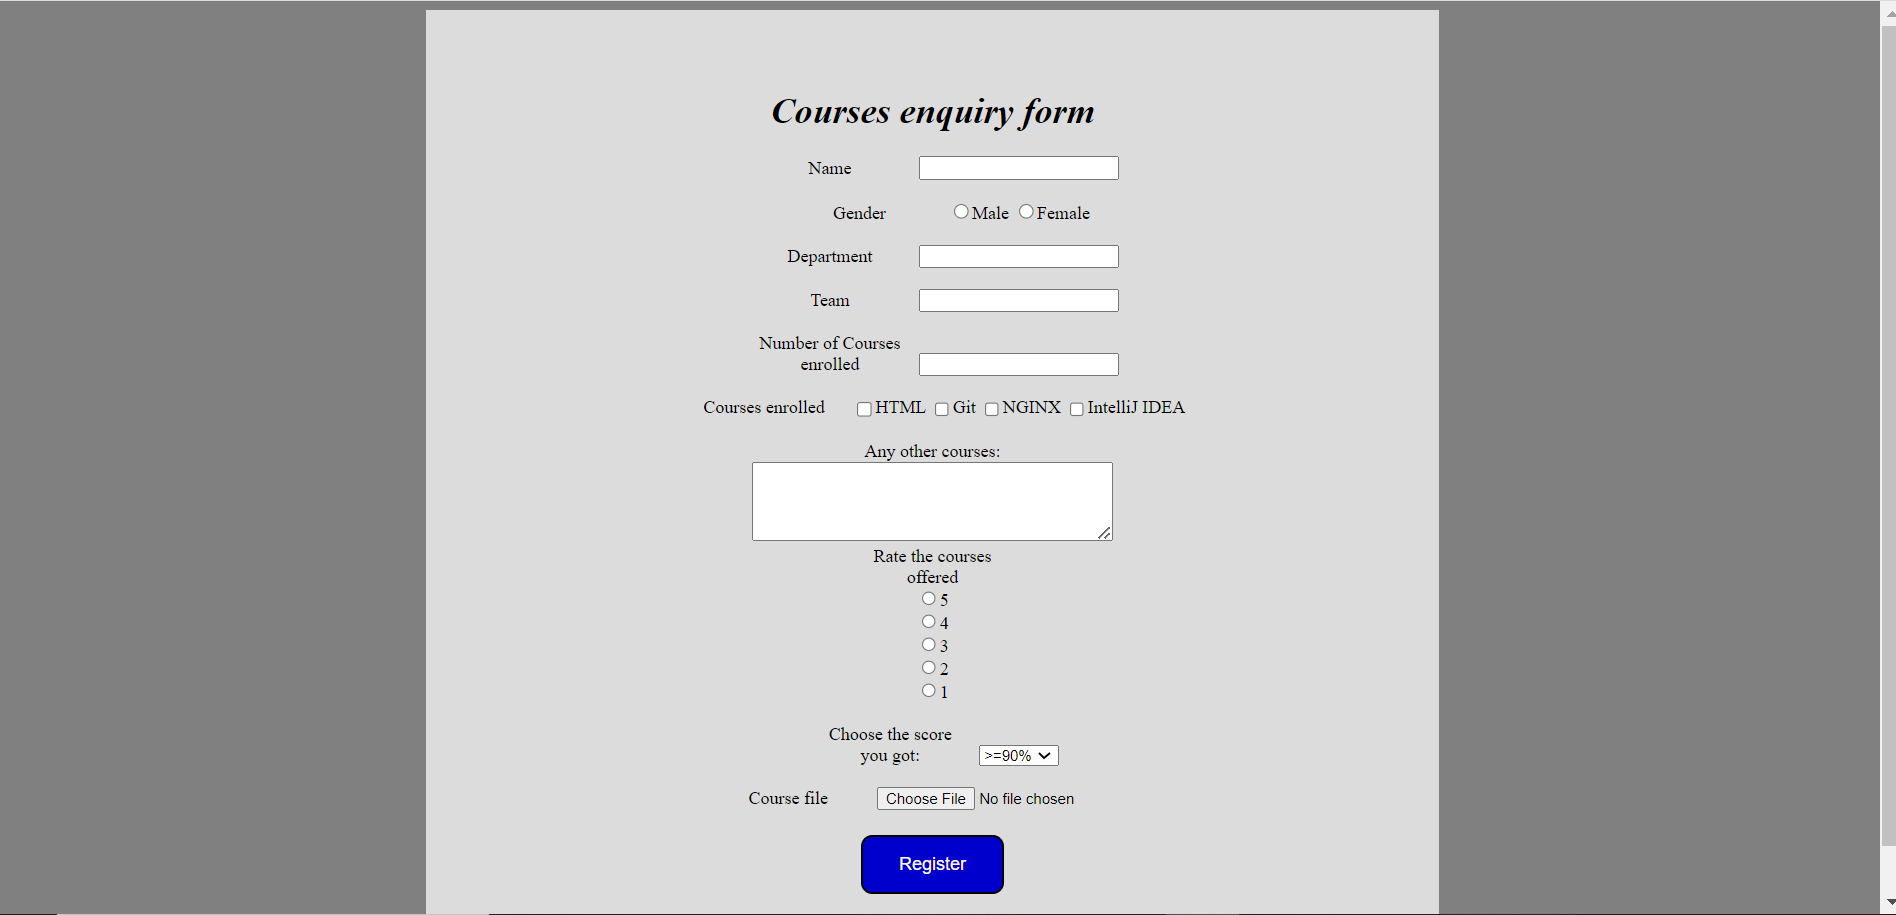 Courses enquiry form
Name
Gender Male Female
Department
Team
Number of Courses
enrolled
Courses enrolled HTML Git NGINX IntelliJ IDEA
Any other courses:
Rate the courses
offered
5
4
3
2
1
Choose the score
you got: >=90%
Course file Choose File No file chosen
Register